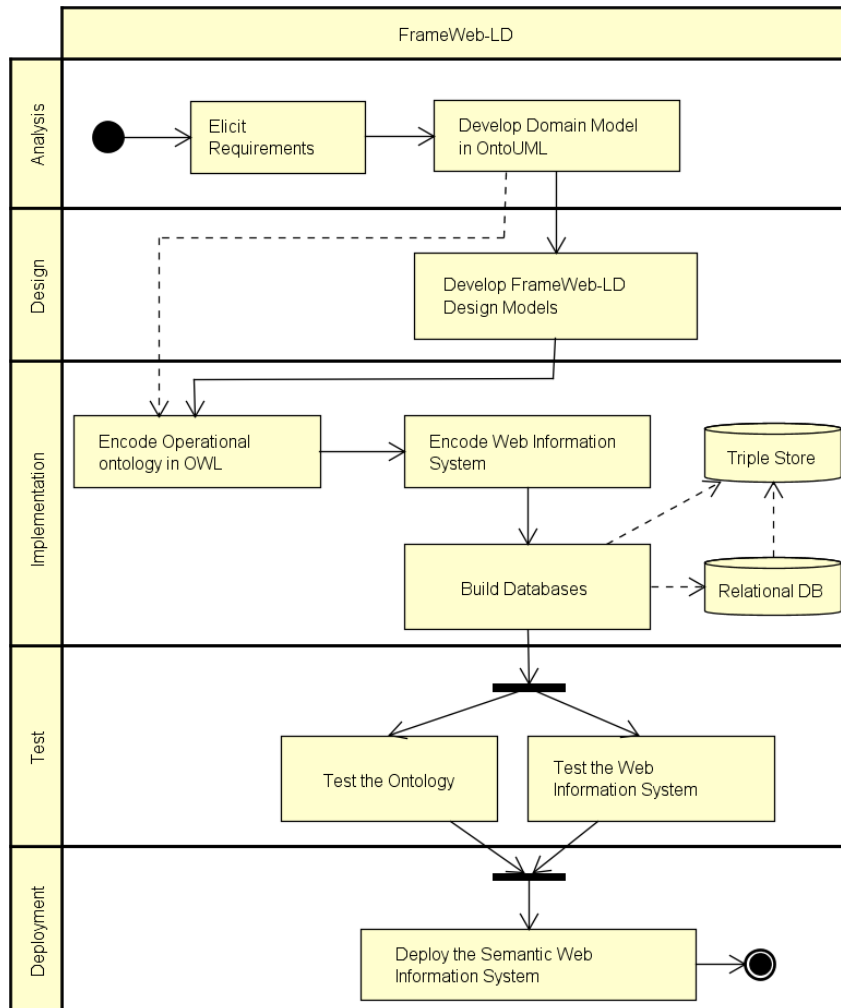 FrameWeb-LD
Analysis
Elicit
Requirements
Develop Domain Model
in OntoUML
Design
Develop FrameWeb-LD
Design Models
Implementation
Encode Operational
ontology in OWL
Encode Web Information
System
Triple Store
Build Databases
Relational DB
Test
Test the Ontology
Test the Web
Information System
Deployment
Deploy the Semantic Web
Information System